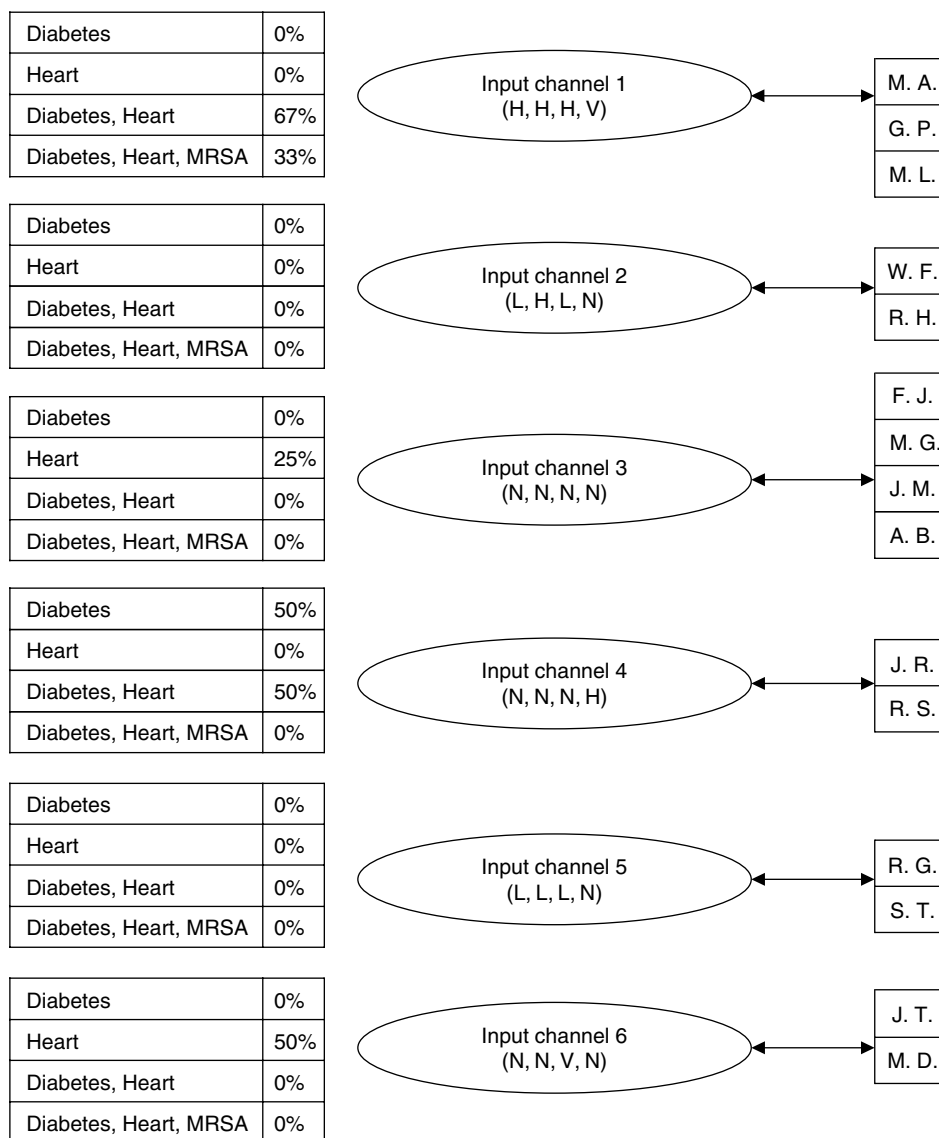 Diabetes 0%
Heart 0%
Diabetes, Heart 67%
Diabetes, Heart, MRSA 33%
Input channel 1
(H, H, H, V)
M. A.
G. P.
M. L.
Diabetes 0%
Heart 0%
Diabetes, Heart 0%
Diabetes, Heart, MRSA 0%
Input channel 2
(L, H, L, N)
W. F.
R. H.
Diabetes 0%
Heart 25%
Diabetes, Heart 0%
Diabetes, Heart, MRSA 0%
Input channel 3
(N, N, N, N)
F. J.
M. G.
J. M.
A. B.
Diabetes 50%
Heart 0%
Diabetes, Heart 50%
Diabetes, Heart, MRSA 0%
Input channel 4
(N, N, N, H)
J. R.
R. S.
Diabetes 0%
Heart 0%
Diabetes, Heart 0%
Diabetes, Heart, MRSA 0%
Input channel 5
(L, L, L, N)
R. G.
S. T.
Diabetes 0%
Heart 50%
Diabetes, Heart 0%
Diabetes, Heart, MRSA 0%
Input channel 6
(N, N, V, N)
J. T.
M. D.